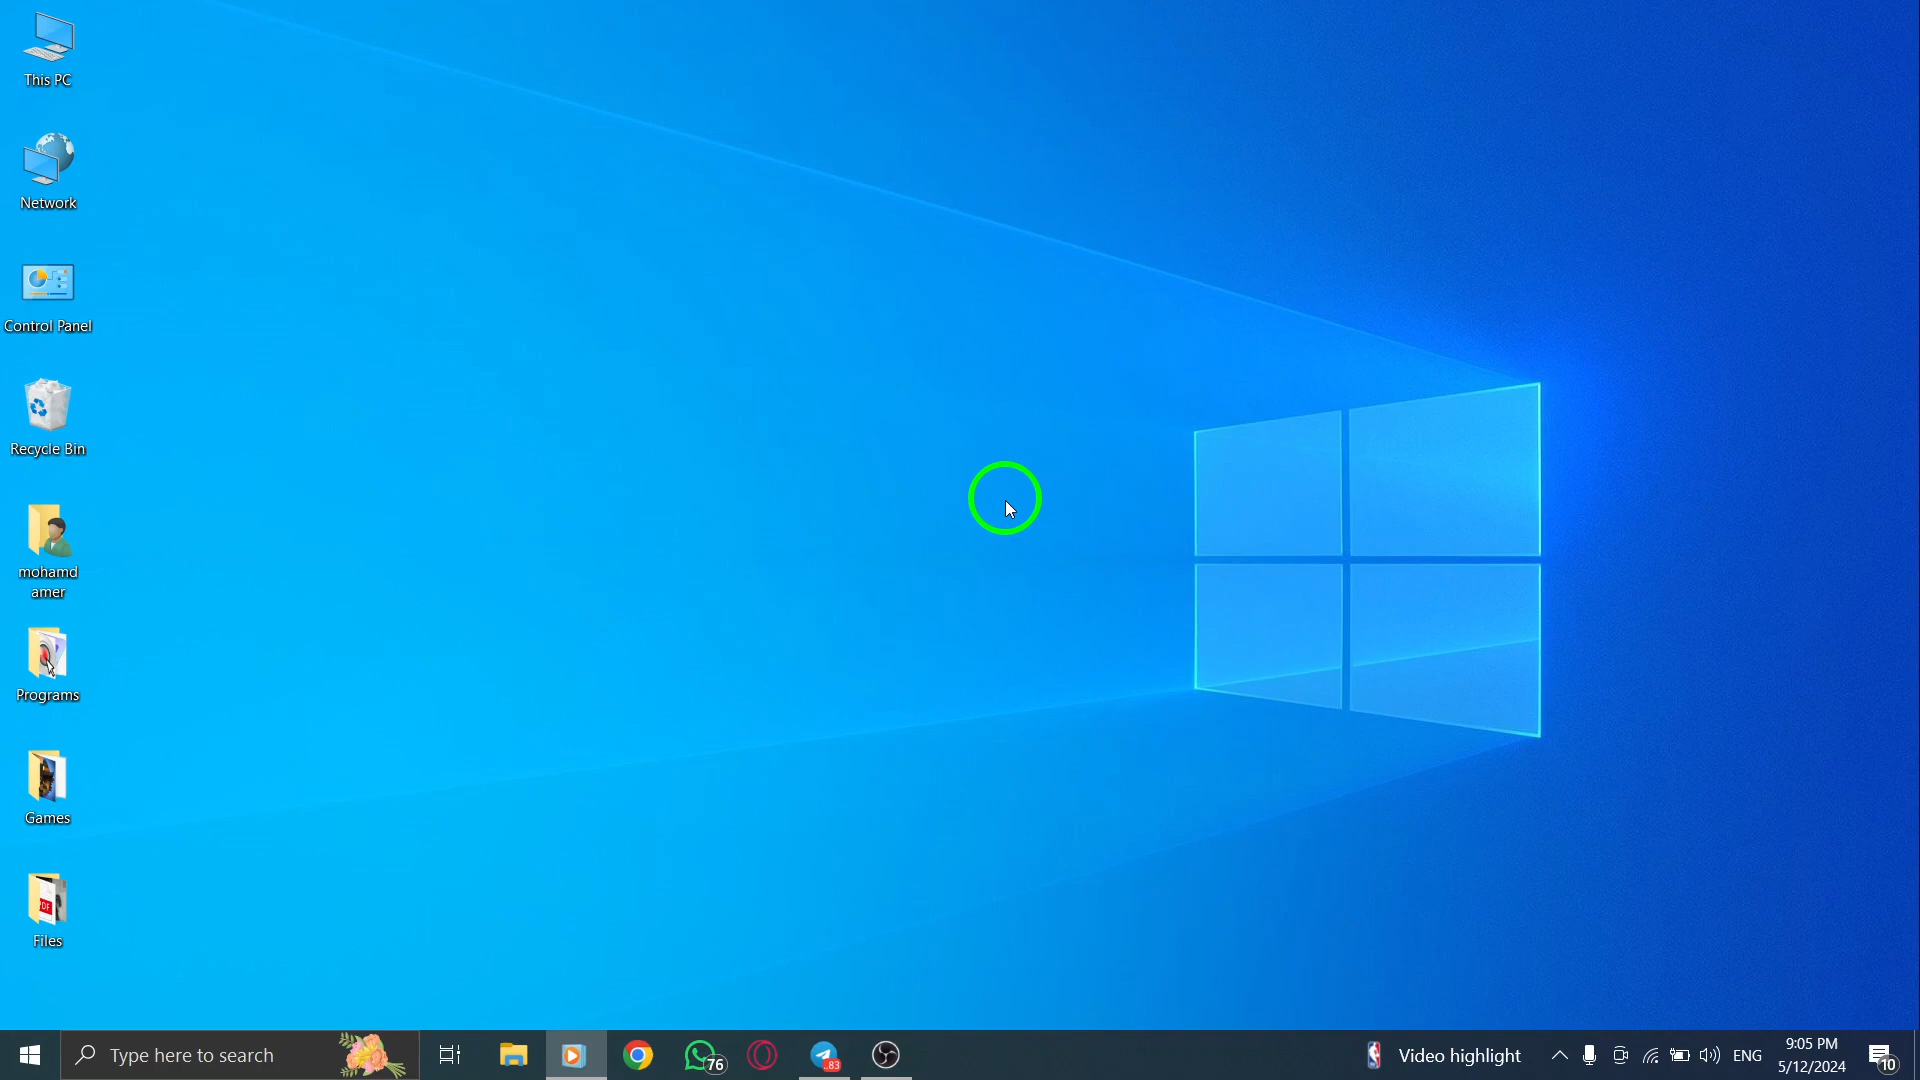 This PC
Network
Control Panel
Recycle Bin
mohamd
amer
Programs
Games
PDF
Files
Type here to search
76
.83
Video highlight
ENG
9:05 PM
5/12/2024
10